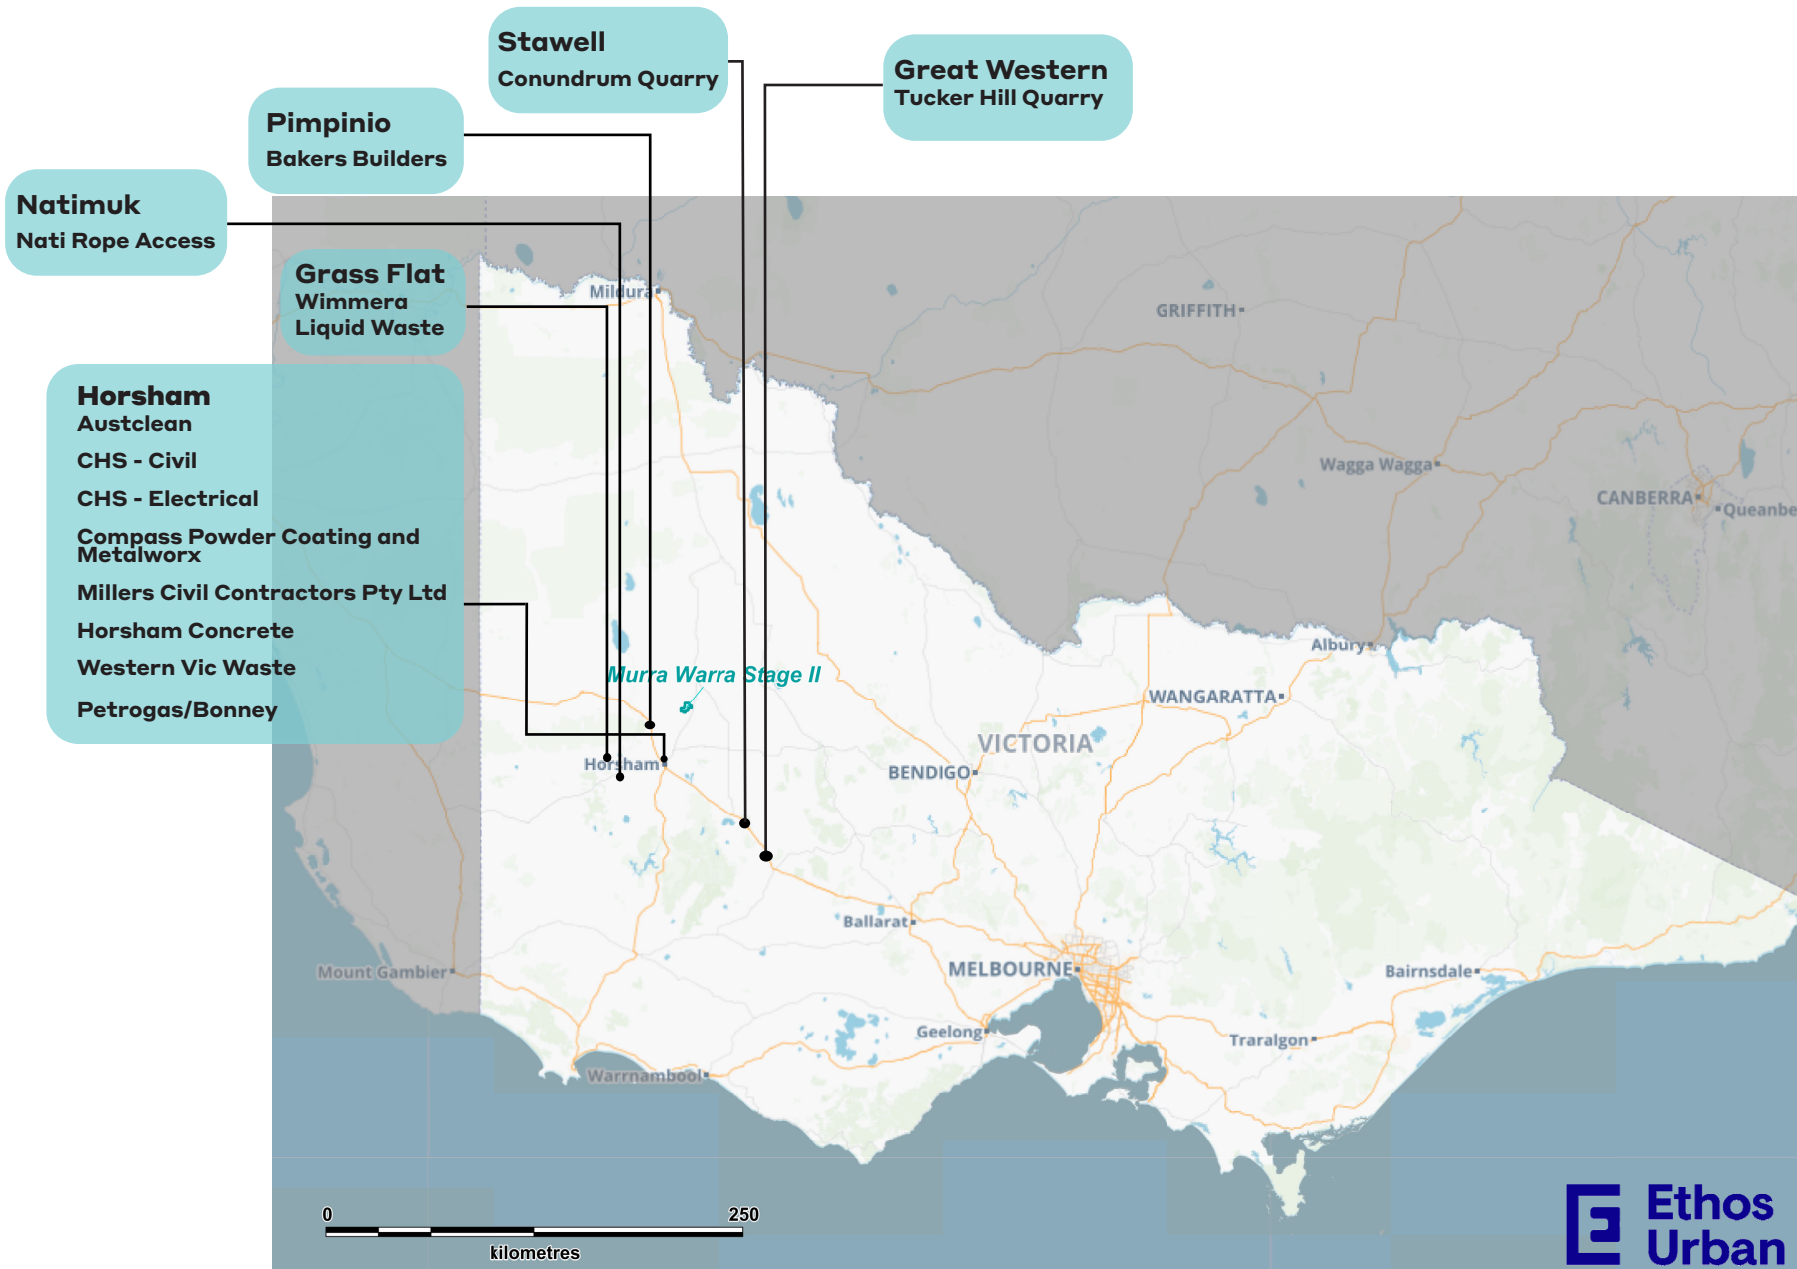 Stawell
Conundrum Quarry
Great Western
Tucker Hill Quarry
Pimpinio
Bakers Builders
Natimuk
Nati Rope Access
Grass Flat
Wimmera
Liquid Waste
Horsham
Austclean
CHS - Civil
CHS - Electrical
Compass Powder Coating and
Metalworx
Millers Civil Contractors Pty Ltd
Horsham Concrete
Western Vic Waste
Petrogas/Bonney
Mildura
GRIFFITH
Wagga Wagga
CANBERRA
Queanbe
Albury
Murra Warra Stage II
WANGARATTA
VICTORIA
Horsham
BENDIGO
Ballarat
Mount Gambier
MELBOURNE
Bairnsdale
Geelong
Traralgon
Warrnambool
0 250
kilometres
Ethos
Urban